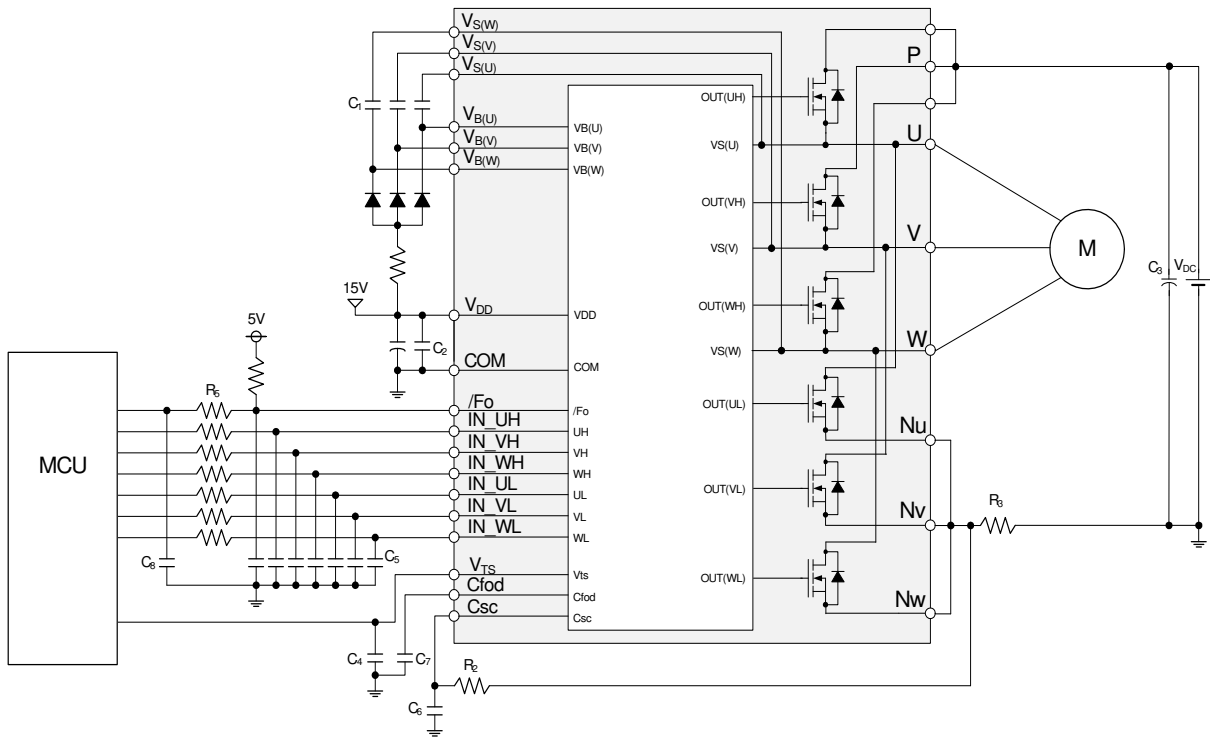 VS(W)
VS(V)
VS(U)
C1
VB(U)
VB(V)
VB(W)
15V
VDD
C2
COM
5V
R5
/Fo
IN_UH
IN_VH
IN_WH
IN_UL
IN_VL
IN_WL
MCU
C8
C5
VTS
Cfod
Csc
C4
C7
R2
C6
VB(U)
VB(V)
VB(W)
VDD
COM
/Fo
UH
VH
WH
UL
VL
WL
Vts
Cfod
Csc
OUT(UH)
VS(U)
OUT(VH)
VS(V)
OUT(WH)
VS(W)
OUT(UL)
OUT(VL)
OUT(WL)
P
U
V
W
Nu
Nv
Nw
M
C3
VDC
R3